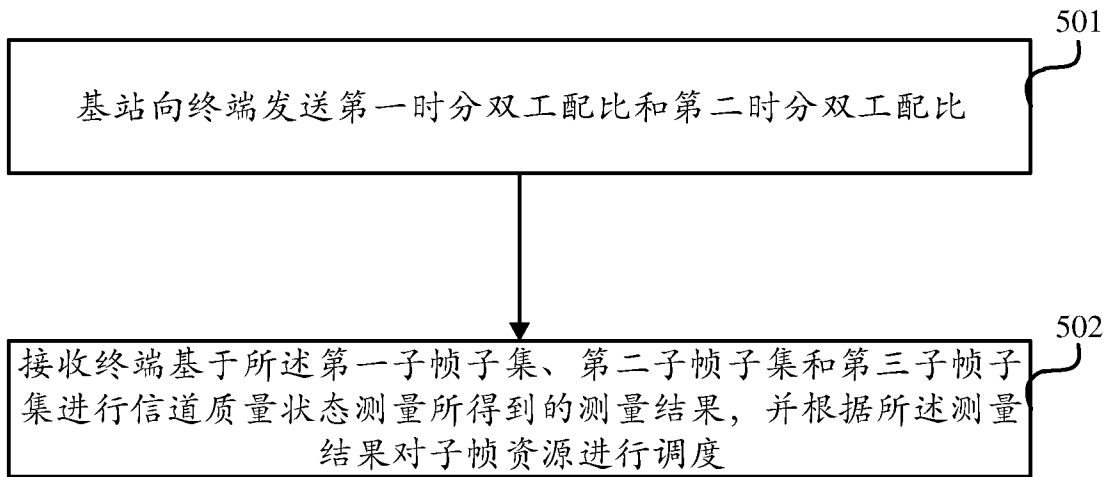 501
基站向终端发送第一时分双工配比和第二时分双工配比
502
接收终端基于所述第一子帧子集、第二子帧子集和第三子帧子
集进行信道质量状态测量所得到的测量结果，并根据所述测量
结果对子帧资源进行调度